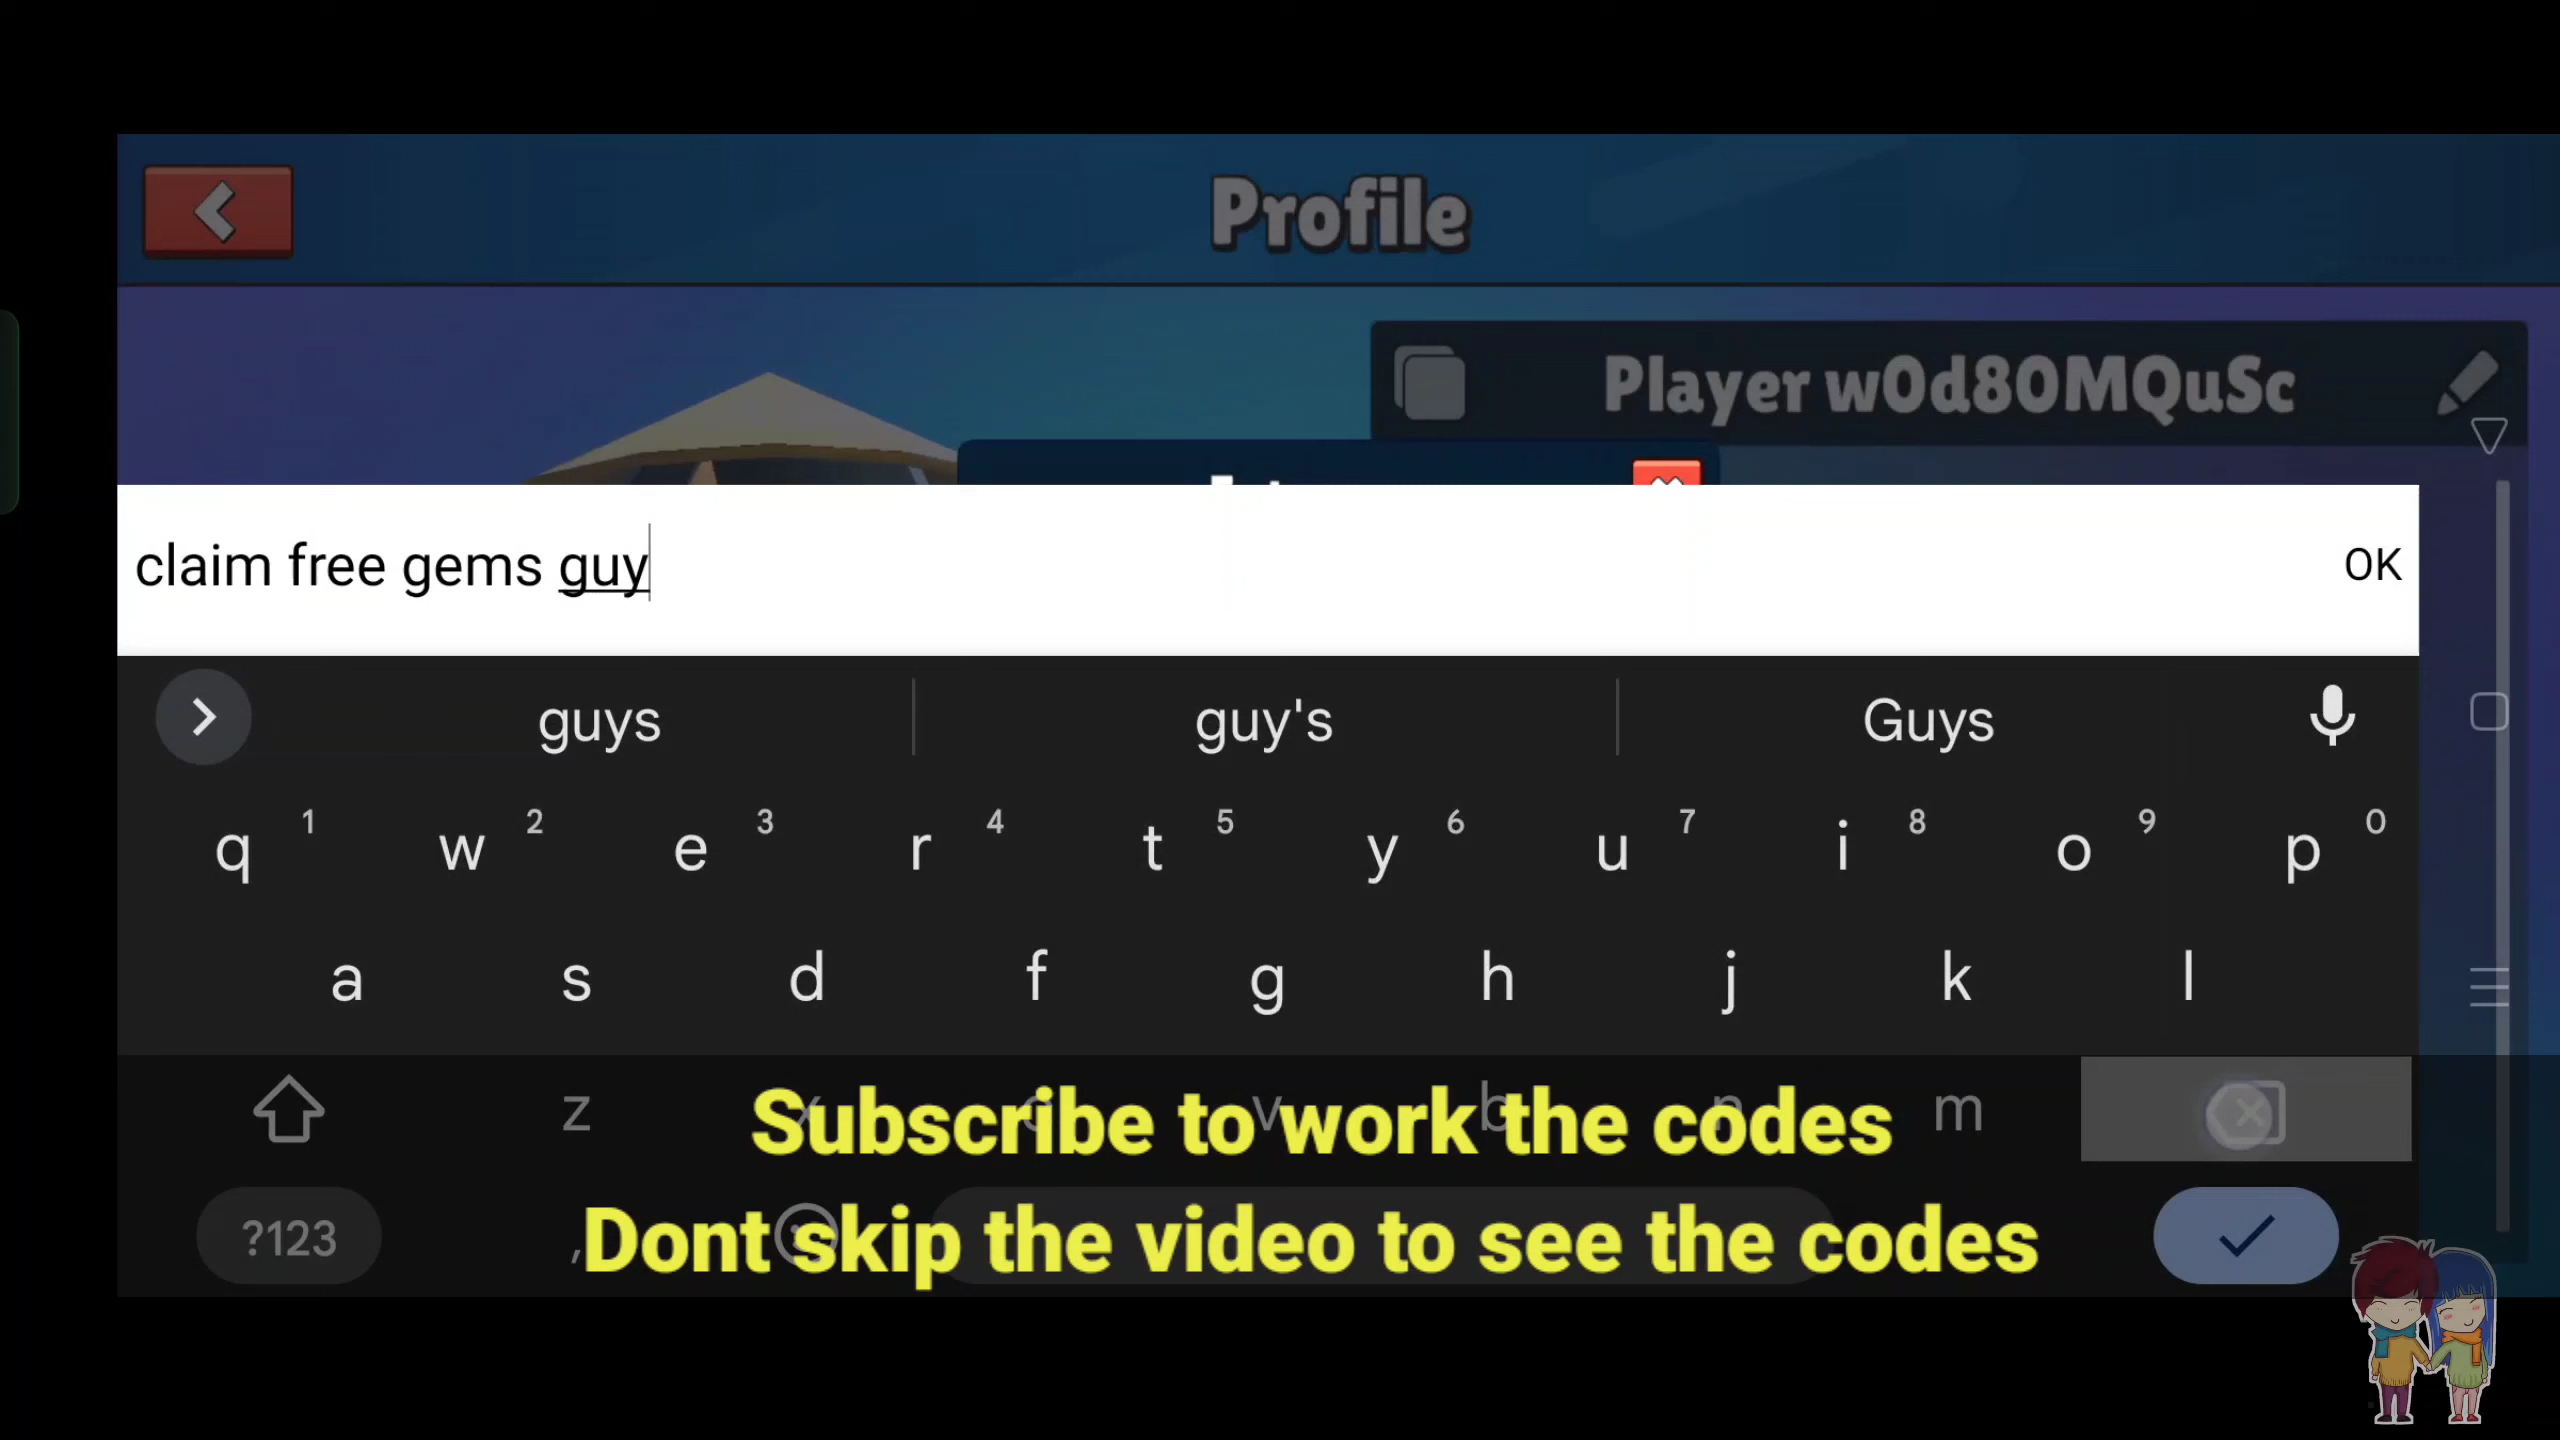 Profile
Player w0d80MQuSc
claim free gems guy
OK
guys guy's Guys
q 1 w 2 e 3 r 4 t 5 y 6 u 7 i 8 o 9 p 0
a s d f g h j k l
z x c v b n m
Subscribe to work the codes
?123 ,
Dont skip the video to see the codes